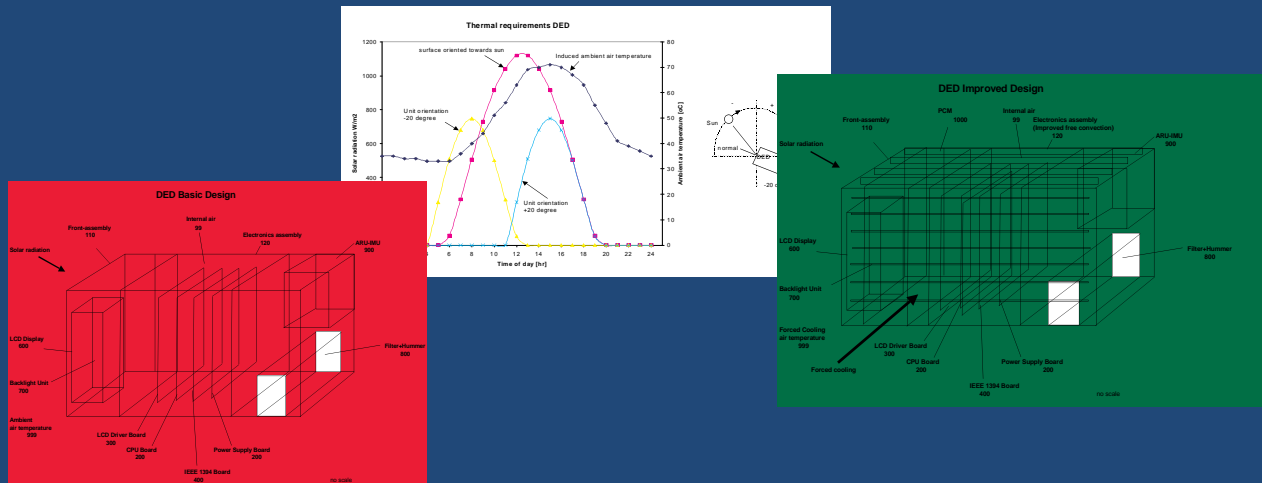 Thermal requirements DED
surface oriented towards sun
Induced ambient air temperature
Unit orientation
-20 degree
Unit orientation
+20 degree
Solar radiation W/m2
1200
1000
800
600
400
Ambient air temperature [oC]
80
70
60
50
40
30
20
10
0
6
8
10
12
14
16
18
20
22
24
Time of day [hr]
Sun
normal
DED
-
+
DED Basic Design
Internal air
99
Front-assembly
110
Electronics assembly
120
Solar radiation
ARU-IMU
LCD Display
600
Filter+Hummer
Backlight Unit
700
Ambient
air temperature
LCD Driver Board
300
CPU Board
200
Power Supply Board
200
IEEE 1394 Board
400
no scale
DED Improved Design
PCM
1000
Internal air
99
Front-assembly
110
Electronics assembly
(Improved free convection)
120
ARU-IMU
900
Solar radiation
LCD Display
600
Filter+Hummer
Backlight Unit
700
Forced Cooling
air temperature
LCD Driver Board
300
CPU Board
200
Power Supply Board
200
Forced cooling
IEEE 1394 Board
400
no scale